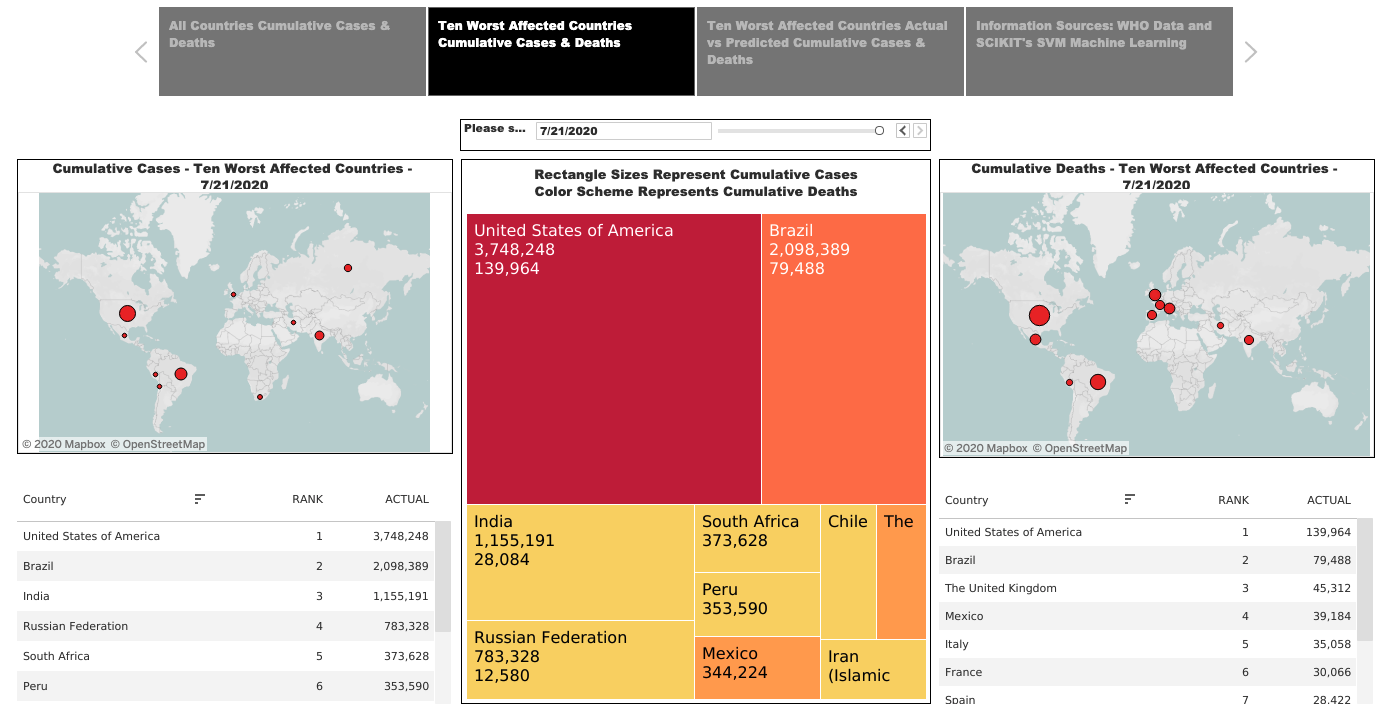 All Countries Cumulative Cases &
Deaths
Ten Worst Affected Countries
Cumulative Cases & Deaths
Ten Worst Affected Countries Actual
vs Predicted Cumulative Cases &
Deaths
Information Sources: WHO Data and
SCIKIT's SVM Machine Learning
Please s...
7/21/2020
Cumulative Cases - Ten Worst Affected Countries -
7/21/2020
© 2020 Mapbox © OpenStreetMap
Country RANK ACTUAL
United States of America 1 3,748,248
Brazil 2 2,098,389
India 3 1,155,191
Russian Federation 4 783,328
South Africa 5 373,628
Peru 6 353,590
Rectangle Sizes Represent Cumulative Cases
Color Scheme Represents Cumulative Deaths
United States of America
3,748,248
139,964
Brazil
2,098,389
79,488
India
1,155,191
28,084
Russian Federation
783,328
12,580
South Africa
373,628
Peru
353,590
Mexico
344,224
Chile
The
Iran
(Islamic
Cumulative Deaths - Ten Worst Affected Countries -
7/21/2020
© 2020 Mapbox © OpenStreetMap
Country RANK ACTUAL
United States of America 1 139,964
Brazil 2 79,488
The United Kingdom 3 45,312
Mexico 4 39,184
Italy 5 35,058
France 6 30,066
Spain 7 28,422